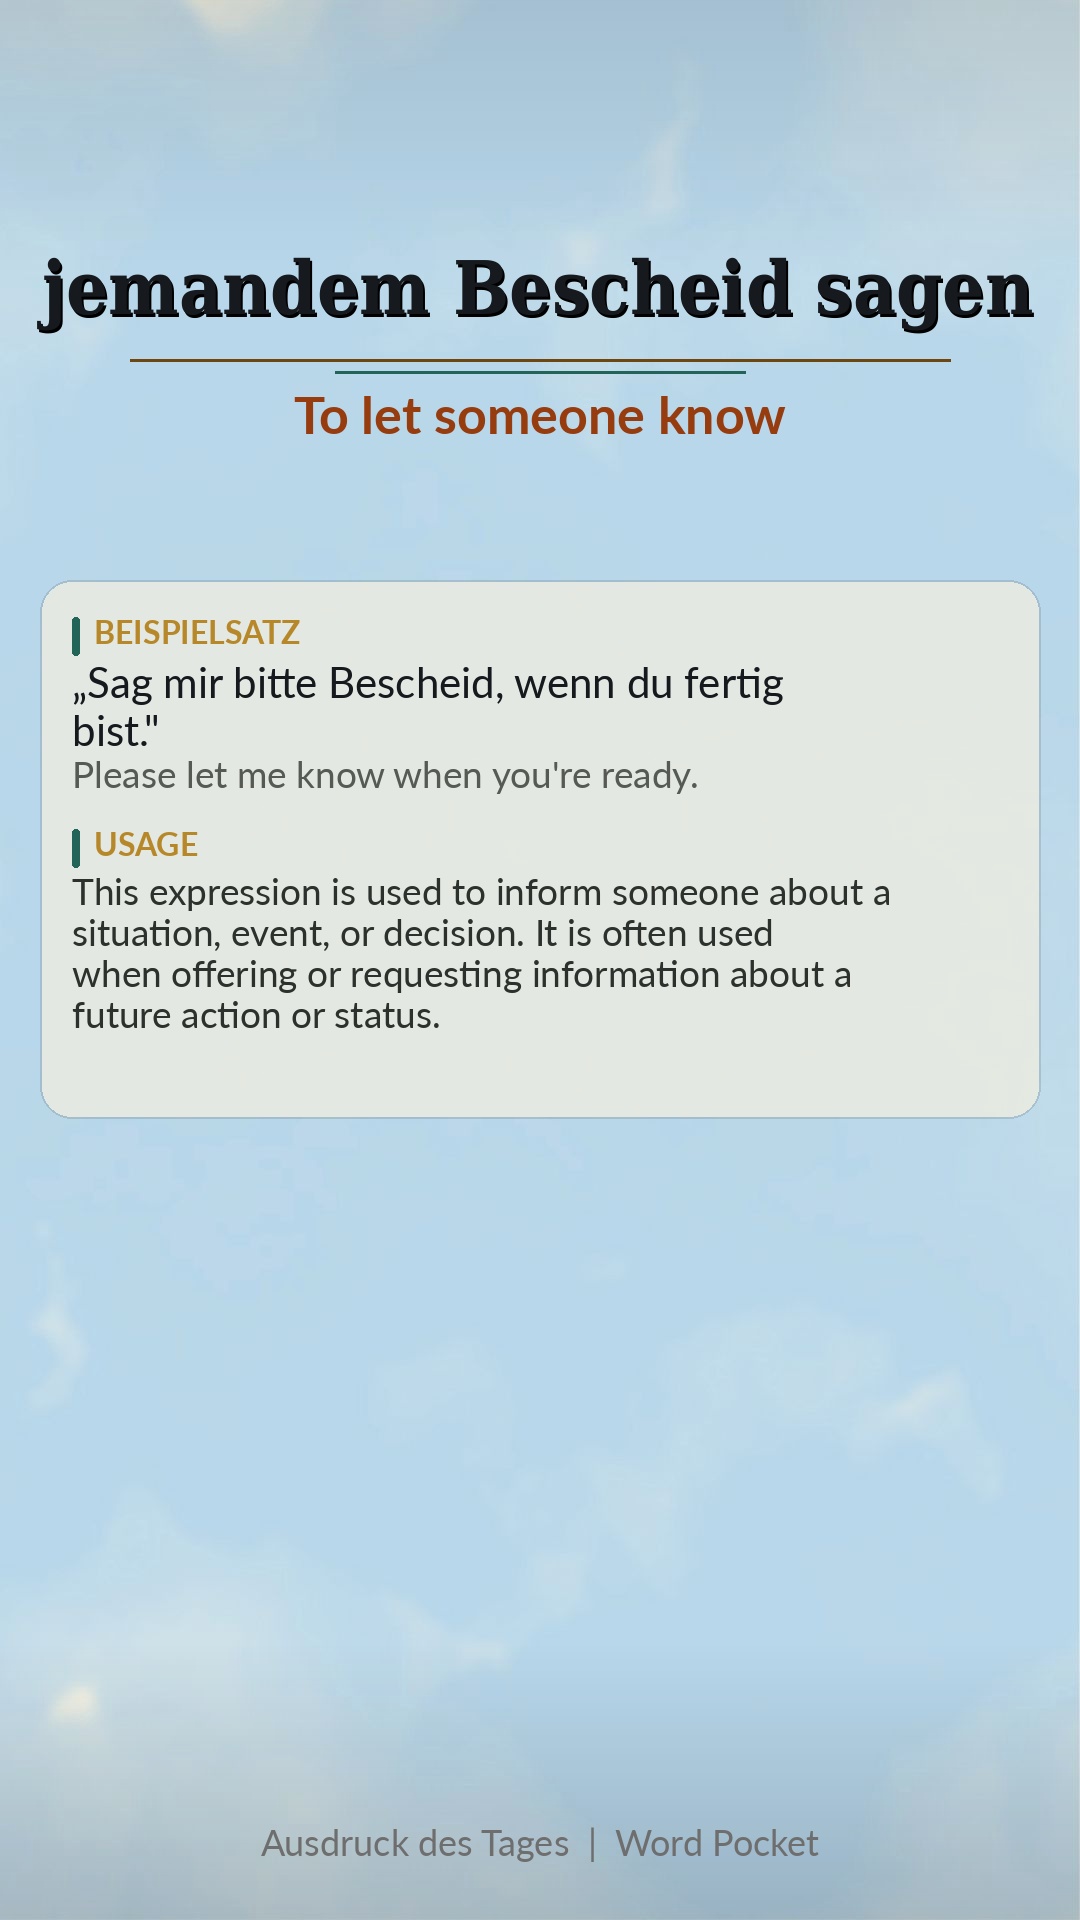 jemandem Bescheid sagen
To let someone know
BEISPIELSATZ
„Sag mir bitte Bescheid, wenn du fertig
bist."
Please let me know when you're ready.
USAGE
This expression is used to inform someone about a
situation, event, or decision. It is often used
when offering or requesting information about a
future action or status.
Ausdruck des Tages | Word Pocket